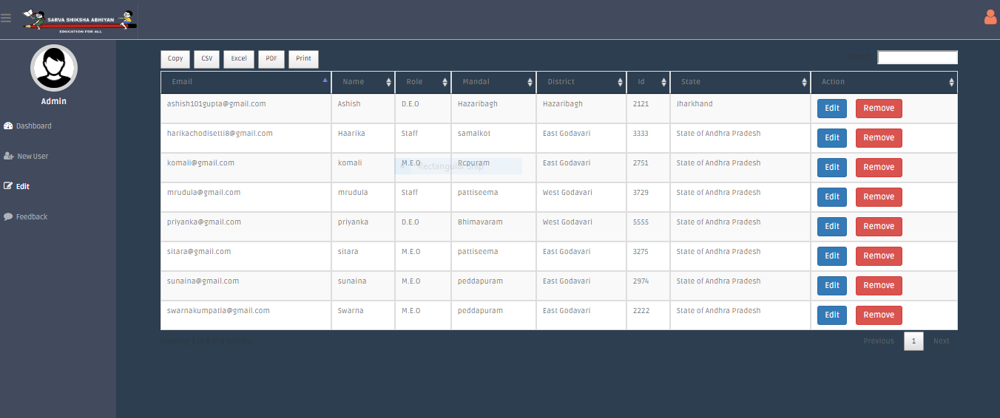 SARVA SHIKSHA ABHIYAN
EDUCATION FOR ALL
Admin
Dashboard
New User
Edit
Feedback
Copy CSV Excel PDF Print Search:
Email Name Role Mandal District Id State Action
ashish101gupta@gmail.com Ashish D.E.O Hazaribagh Hazaribagh 2121 Jharkhand Edit Remove
harikachodisetti8@gmail.com Haarika Staff samalkot East Godavari 3333 State of Andhra Pradesh Edit Remove
komali@gmail.com komali M.E.O Rcpuram East Godavari 2751 State of Andhra Pradesh Edit Remove
Rectangular Snip
mrudula@gmail.com mrudula Staff pattiseema West Godavari 3729 State of Andhra Pradesh Edit Remove
priyanka@gmail.com priyanka D.E.O Bhimavaram West Godavari 5555 State of Andhra Pradesh Edit Remove
sitara@gmail.com sitara M.E.O pattiseema East Godavari 3275 State of Andhra Pradesh Edit Remove
sunaina@gmail.com sunaina M.E.O peddapuram East Godavari 2974 State of Andhra Pradesh Edit Remove
swarnakumpatla@gmail.com Swarna M.E.O peddapuram East Godavari 2222 State of Andhra Pradesh Edit Remove
Showing 1 to 8 Previous 1 Next